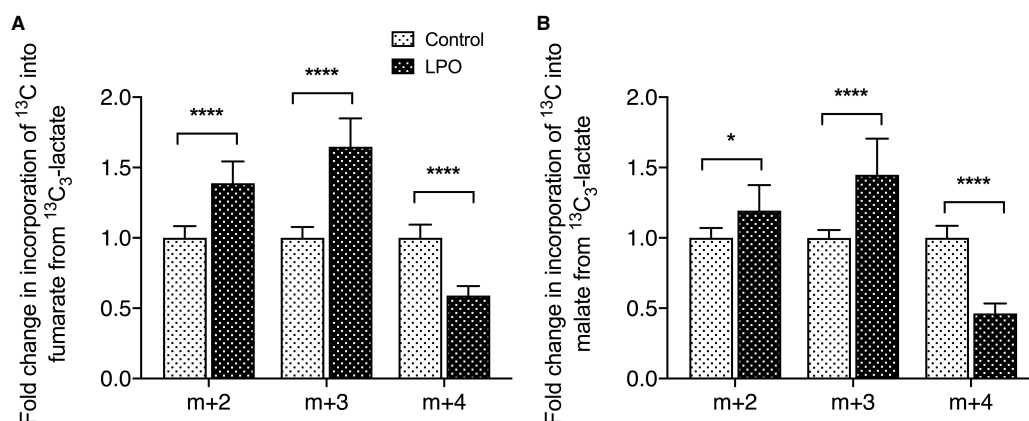 A
Fold change in incorporation of ¹³C into
fumarate from ¹³C₃-lactate
Control
LPO
****
****
****
2.0
1.5
1.0
0.5
0.0
m+2
m+3
m+4
B
Fold change in incorporation of ¹³C into
malate from ¹³C₃-lactate
*
****
****
2.0
1.5
1.0
0.5
0.0
m+2
m+3
m+4